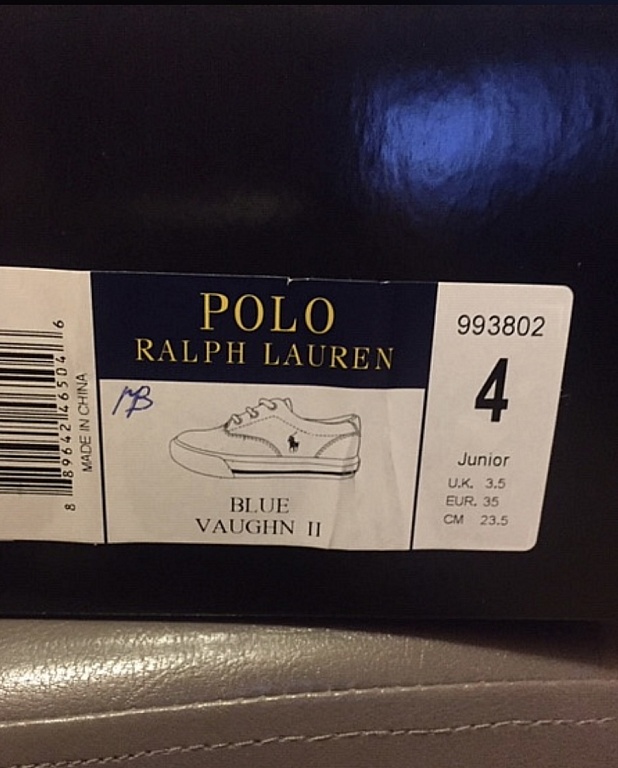 8 89642 46504 6
MADE IN CHINA
POLO
RALPH LAUREN
MB
BLUE
VAUGHN II
993802
4
Junior
U.K. 3.5
EUR. 35
CM 23.5